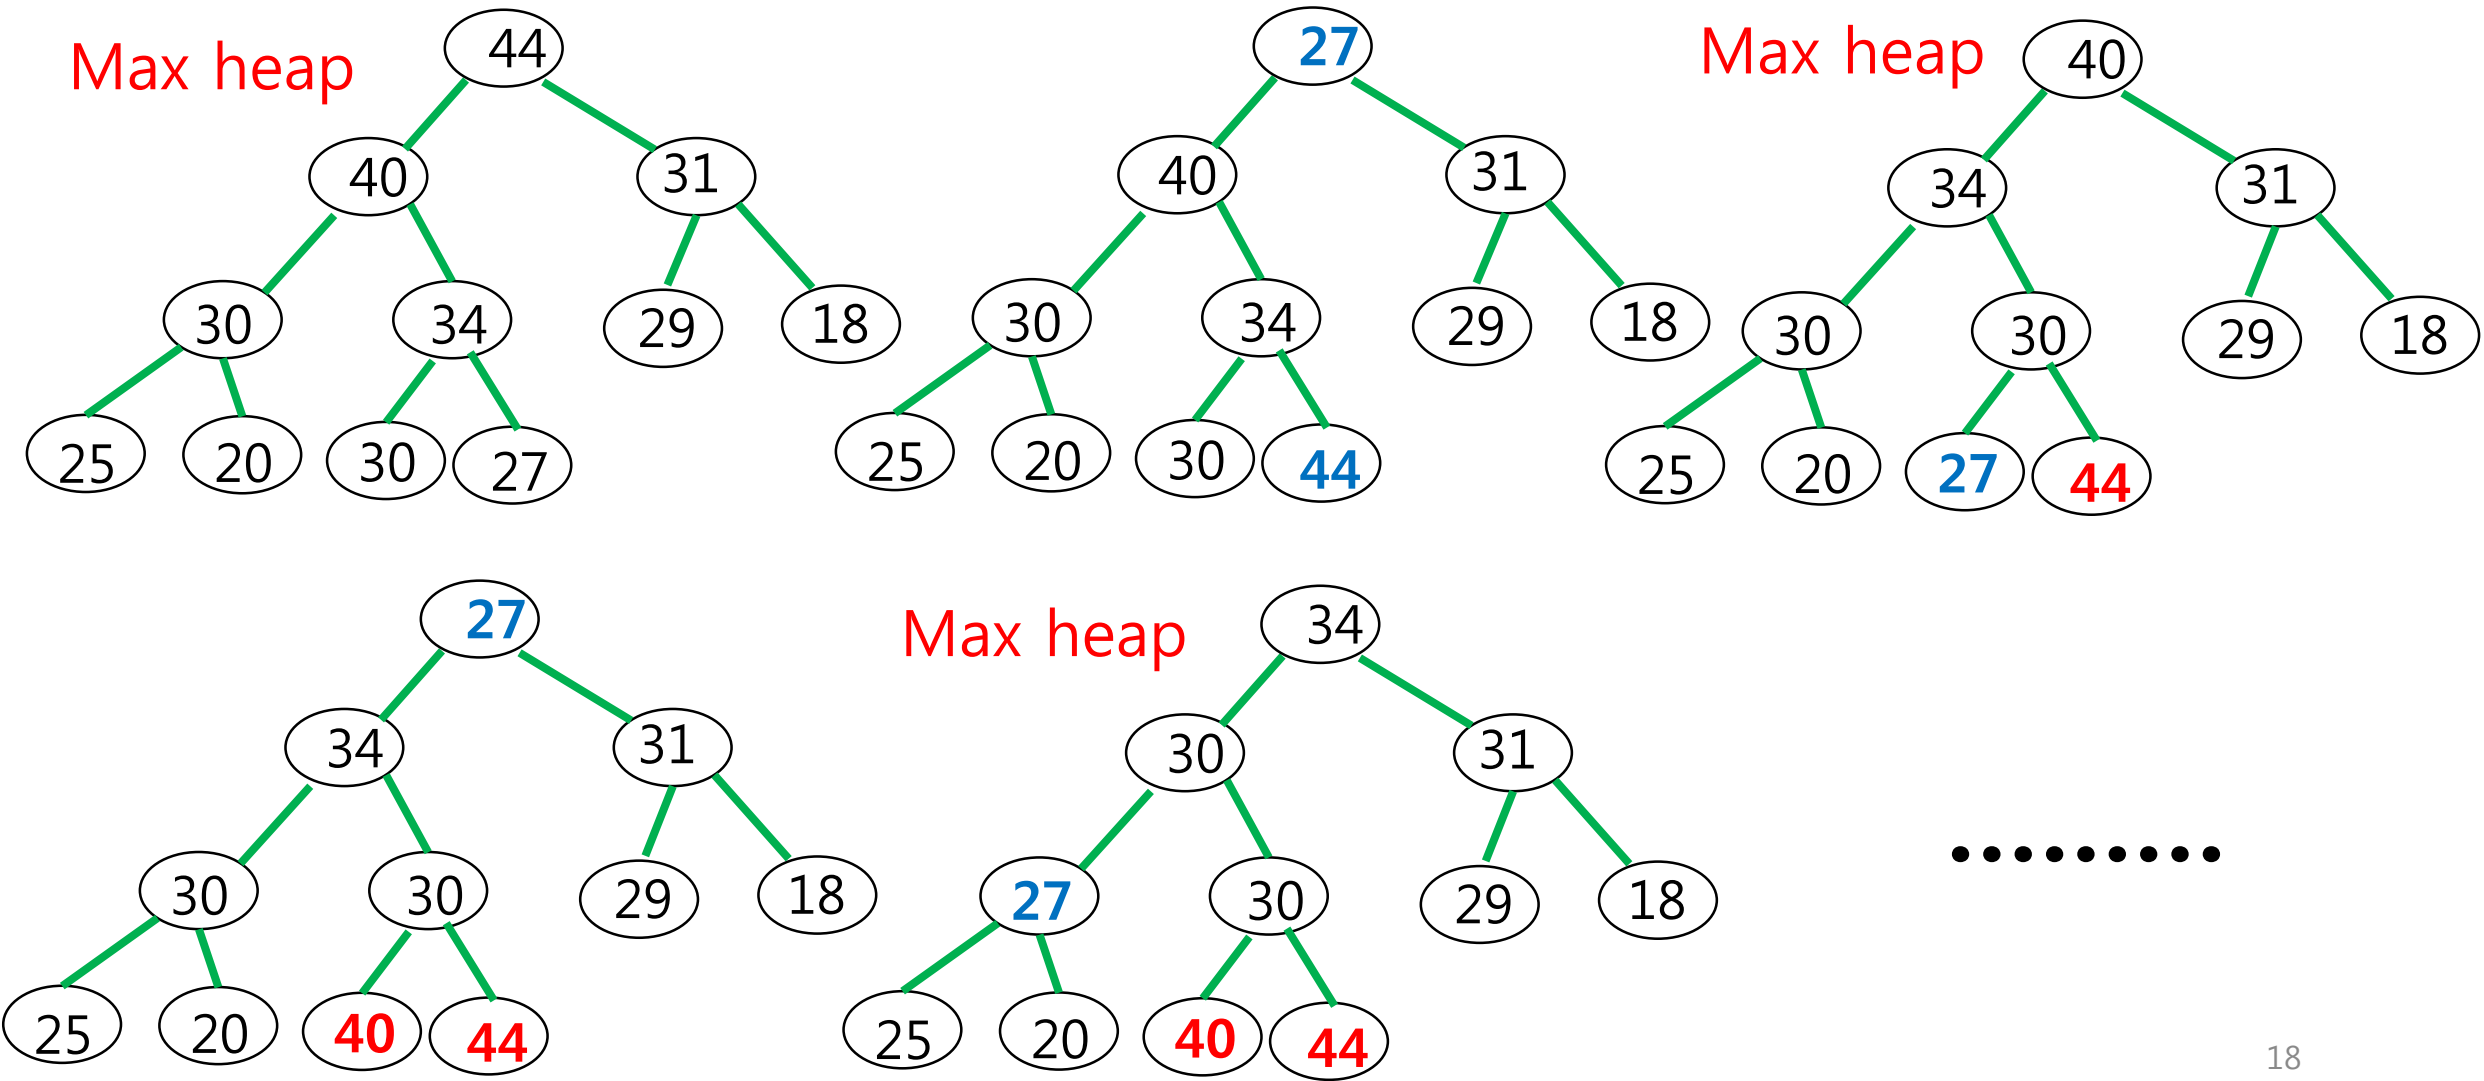 Max heap
44
40 31
30 34 29 18
25 20 30 27
27
40 31
30 34 29 18
25 20 30 44
Max heap
40
34 31
30 30 29 18
25 20 27 44
27
34 31
30 30 29 18
25 20 40 44
Max heap
34
30 31
27 30 29 18
25 20 40 44
18